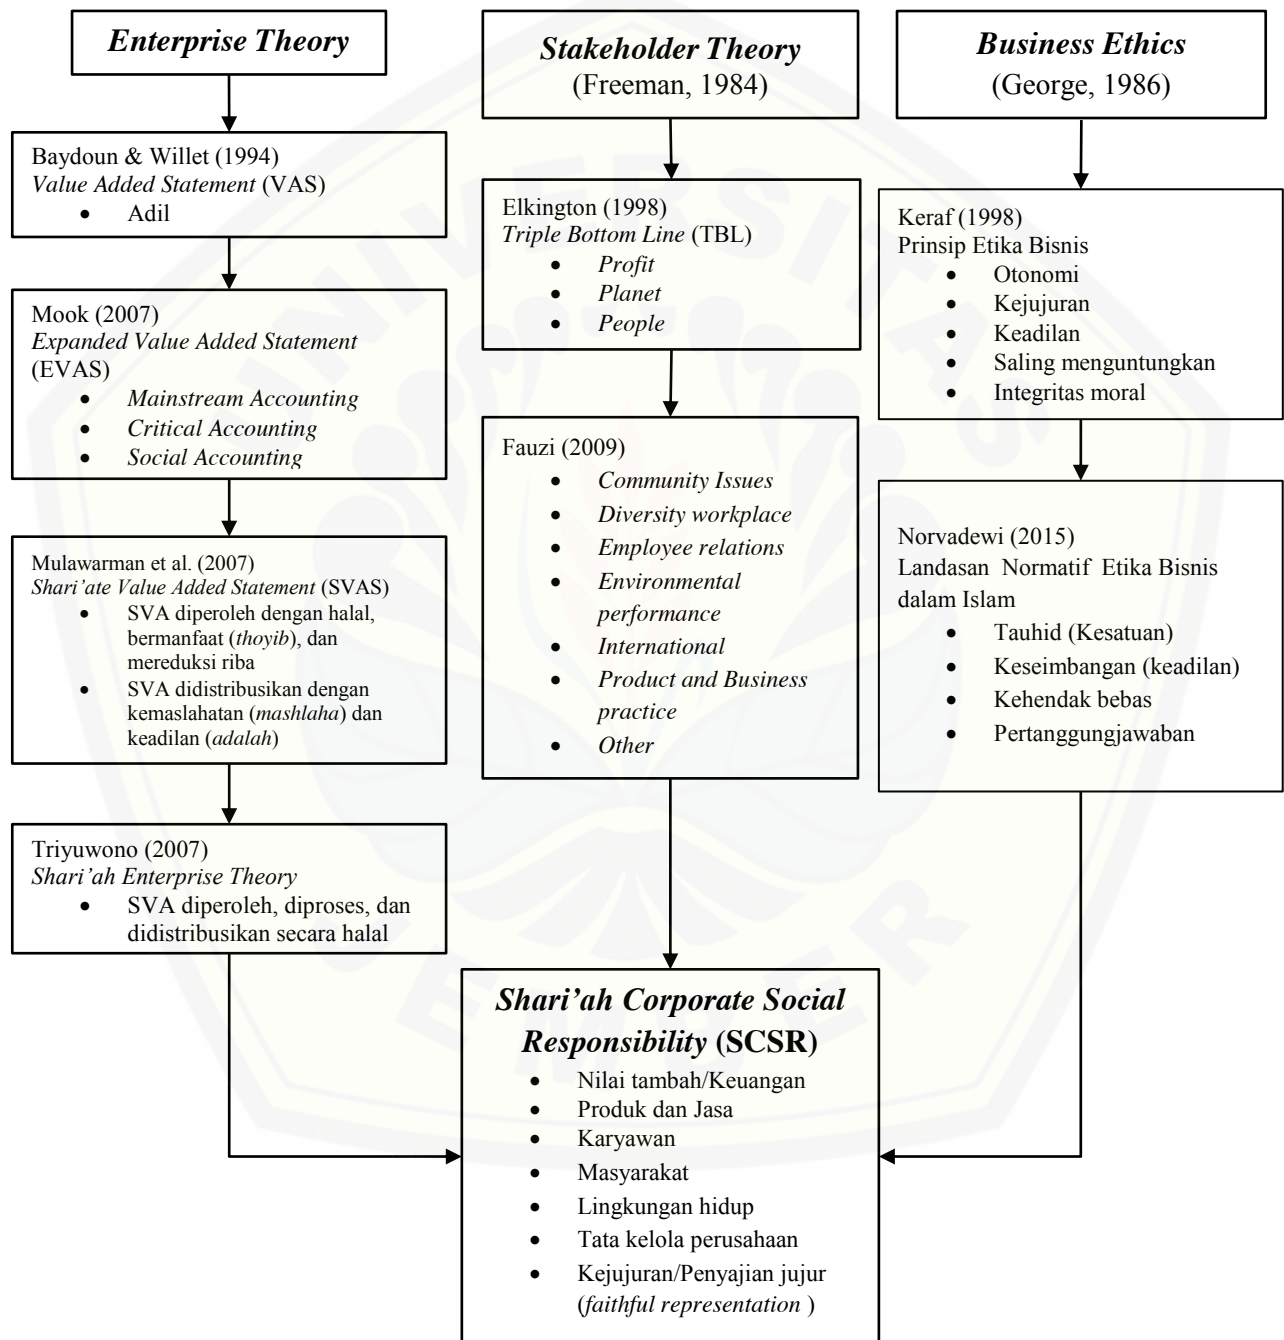 Enterprise Theory
Baydoun & Willet (1994)
Value Added Statement (VAS)
• Adil
Mook (2007)
Expanded Value Added Statement
(EVAS)
• Mainstream Accounting
• Critical Accounting
• Social Accounting
Mulawarman et al. (2007)
Shari'ate Value Added Statement (SVAS)
• SVA diperoleh dengan halal,
bermanfaat (thoyib), dan
mereduksi riba
• SVA didistribusikan dengan
kemaslahatan (mashlaha) dan
keadilan (adalah)
Triyuwono (2007)
Shari'ah Enterprise Theory
• SVA diperoleh, diproses, dan
didistribusikan secara halal
Stakeholder Theory
(Freeman, 1984)
Elkington (1998)
Triple Bottom Line (TBL)
• Profit
• Planet
• People
Fauzi (2009)
• Community Issues
• Diversity workplace
• Employee relations
• Environmental
performance
• International
• Product and Business
practice
• Other
Business Ethics
(George, 1986)
Keraf (1998)
Prinsip Etika Bisnis
• Otonomi
• Kejujuran
• Keadilan
• Saling menguntungkan
• Integritas moral
Norvadewi (2015)
Landasan Normatif Etika Bisnis
dalam Islam
• Tauhid (Kesatuan)
• Keseimbangan (keadilan)
• Kehendak bebas
• Pertanggungjawaban
Shari'ah Corporate Social
Responsibility (SCSR)
• Nilai tambah/Keuangan
• Produk dan Jasa
• Karyawan
• Masyarakat
• Lingkungan hidup
• Tata kelola perusahaan
• Kejujuran/Penyajian jujur
(faithful representation )
UNIVERSITAS
JEMBER